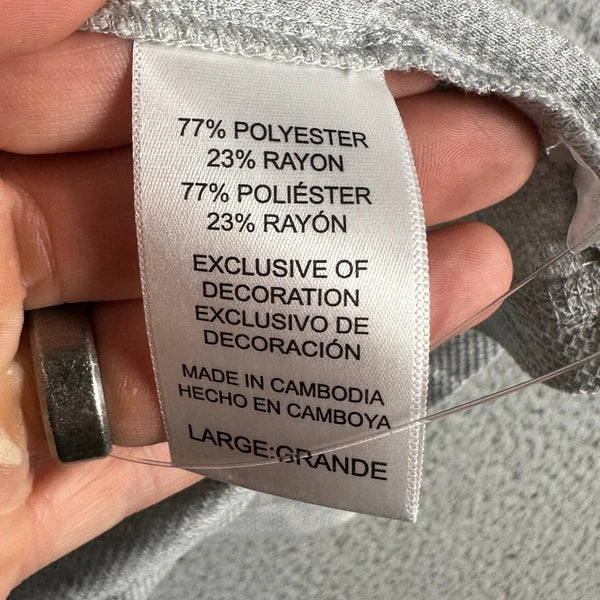 77% POLYESTER
23% RAYON
77% POLIÉSTER
23% RAYÓN
EXCLUSIVE OF
DECORATION
EXCLUSIVO DE
DECORACIÓN
MADE IN CAMBODIA
HECHO EN CAMBOYA
LARGE:GRANDE